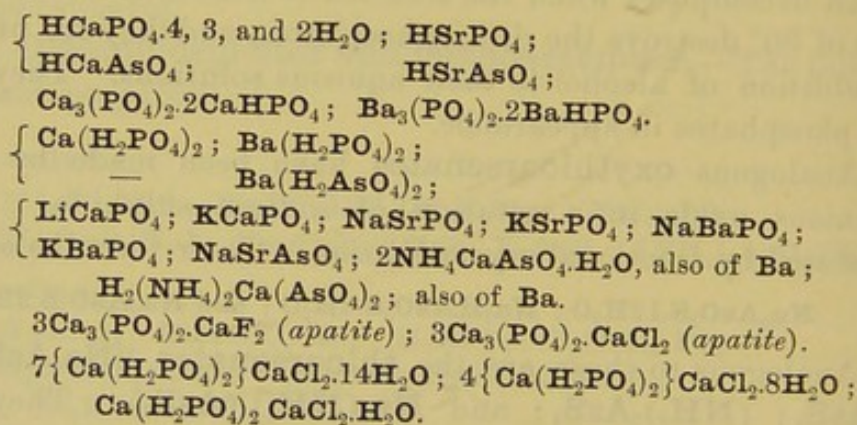 HCaPO₄.4, 3, and 2H₂O; HSrPO₄;
HCaAsO₄; HSrAsO₄;
Ca₃(PO₄)₂.2CaHPO₄; Ba₃(PO₄)₂.2BaHPO₄.
Ca(H₂PO₄)₂; Ba(H₂PO₄)₂;
— Ba(H₂AsO₄)₂;
LiCaPO₄; KCaPO₄; NaSrPO₄; KSrPO₄; NaBaPO₄;
KBaPO₄; NaSrAsO₄; 2NH₄CaAsO₄.H₂O, also of Ba;
H₂(NH₄)₂Ca(AsO₄)₂; also of Ba.
3Ca₃(PO₄)₂.CaF₂ (apatite); 3Ca₃(PO₄)₂.CaCl₂ (apatite).
7{Ca(H₂PO₄)₂}CaCl₂.14H₂O; 4{Ca(H₂PO₄)₂}CaCl₂.8H₂O;
Ca(H₂PO₄)₂ CaCl₂.H₂O.